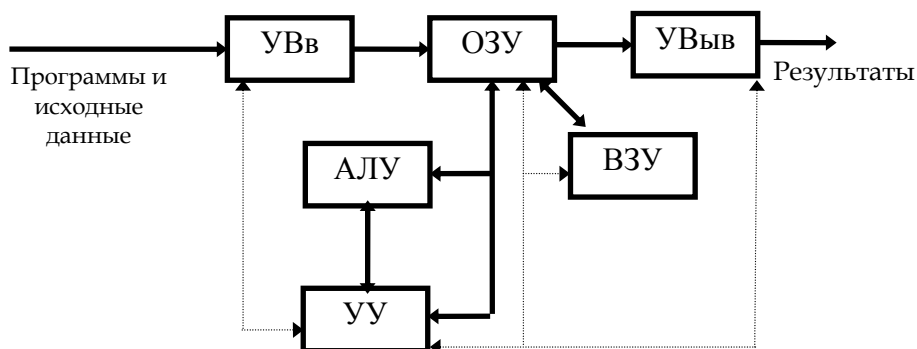 УВв
ОЗУ
УВыв
Программы и
исходные
данные
Результаты
АЛУ
ВЗУ
УУ